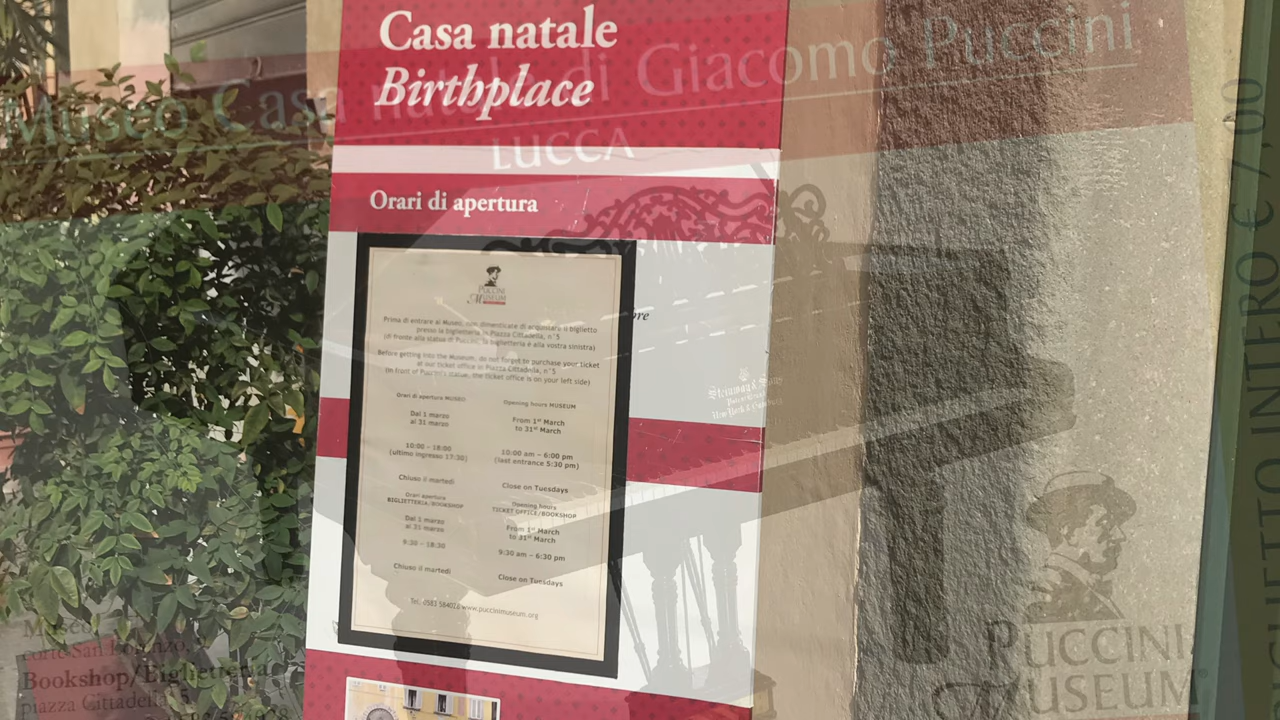 Casa natale
Birthplace
Museo Casa natale di Giacomo Puccini
LUCCA
Orari di apertura
PUCCINI
MUSEUM
Prima di entrare al Museo, non dimenticate di acquistare il biglietto
presso la biglietteria in Piazza Cittadella, n°5
(di fronte alla statua di Puccini, la biglietteria è alla vostra sinistra)
Before getting into the Museum, do not forget to purchase your ticket
at our ticket office in Piazza Cittadella, n°5
(in front of Puccini's statue, the ticket office is on your left side)
Orari di apertura MUSEO
Dal 1 marzo
al 31 marzo
10:00 - 18:00
(ultimo ingresso 17:30)
Chiuso il martedì
Orari apertura
BIGLIETTERIA/BOOKSHOP
Dal 1 marzo
al 31 marzo
9:30 - 18:30
Chiuso il martedì
Opening hours MUSEUM
From 1st March
to 31st March
10:00 am – 6:00 pm
(last entrance 5:30 pm)
Close on Tuesdays
Opening hours
TICKET OFFICE/BOOKSHOP
From 1st March
to 31st March
9:30 am – 6:30 pm
Close on Tuesdays
Tel. 0583 584028 www.puccinimuseum.org
Steinway & Sons
corte San Lorenzo,
Bookshop/Biglietteria
piazza Cittadella 5
PUCCINI
MUSEUM
BIGLIETTO INTERO € 7,00